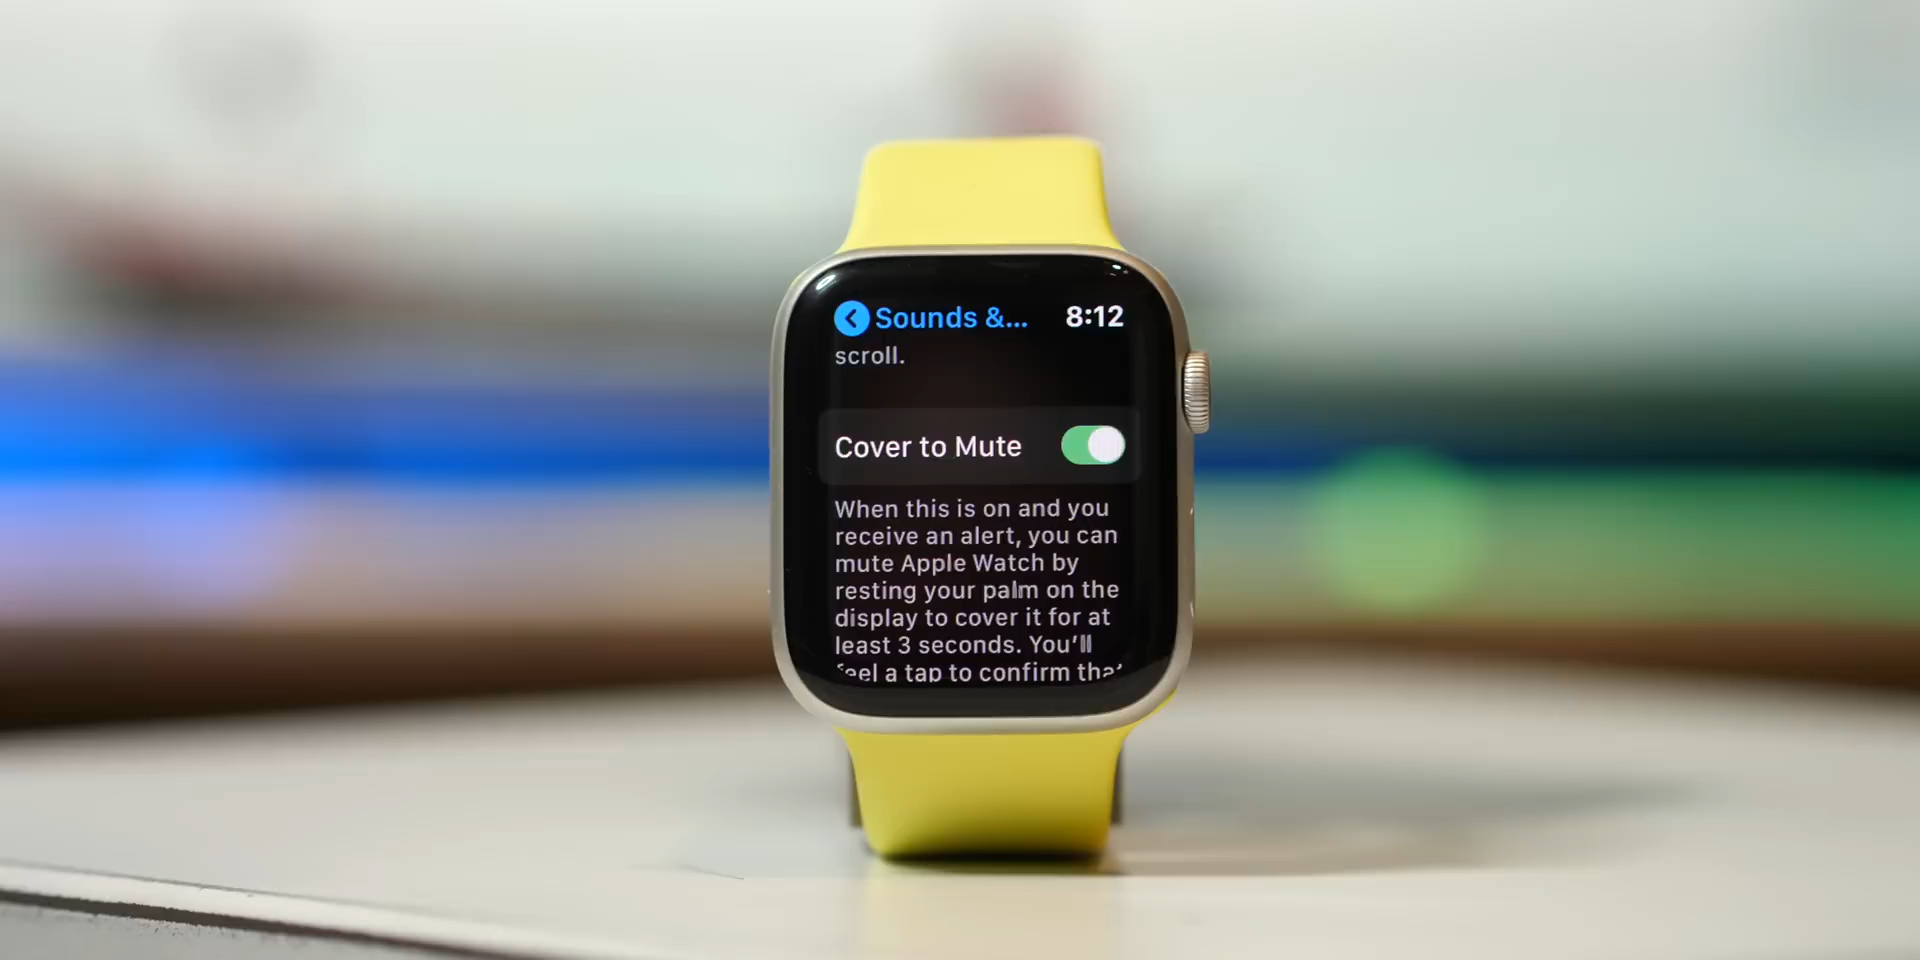 Sounds &... 8:12
scroll.
Cover to Mute
When this is on and you
receive an alert, you can
mute Apple Watch by
resting your palm on the
display to cover it for at
least 3 seconds. You'll
feel a tap to confirm that